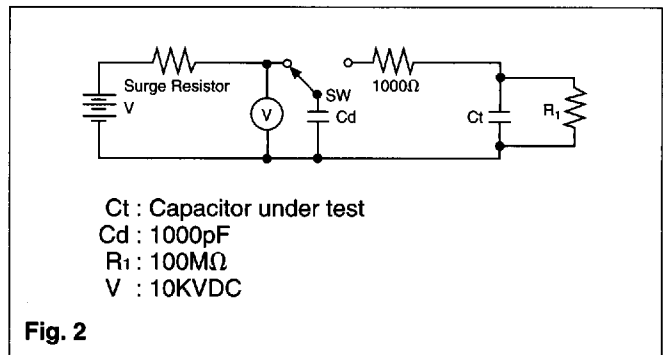 Surge Resistor
V
V
SW
Cd
1000Ω
Ct
R₁
Ct : Capacitor under test
Cd : 1000pF
R₁ : 100MΩ
V : 10KVDC
Fig. 2